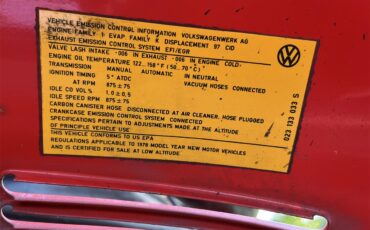 VEHICLE EMISSION CONTROL INFORMATION VOLKSWAGENWERK AG
ENGINE FAMILY 1 EVAP FAMILY K DISPLACEMENT 97 CID
EXHAUST EMISSION CONTROL SYSTEM EFI/EGR
VALVE LASH INTAKE .006 IN EXHAUST .006 IN ENGINE COLD
ENGINE OIL TEMPERATURE 122...158°F (50...70°C)
TRANSMISSION MANUAL AUTOMATIC IN NEUTRAL
IGNITION TIMING 5° ATDC VACUUM HOSES CONNECTED
AT RPM 875±75
IDLE CO VOL.% 1.0±0.5
IDLE SPEED RPM 875±75
CARBON CANISTER HOSE DISCONNECTED AT AIR CLEANER, HOSE PLUGGED
CRANKCASE EMISSION CONTROL SYSTEM CONNECTED
SPECIFICATIONS PERTAIN TO ADJUSTMENTS MADE AT THE ALTITUDE
OF PRINCIPLE VEHICLE USE
THIS VEHICLE CONFORMS TO US EPA
REGULATIONS APPLICABLE TO 1978 MODEL YEAR NEW MOTOR VEHICLES
AND IS CERTIFIED FOR SALE AT LOW ALTITUDE
VW
023 133 033 S